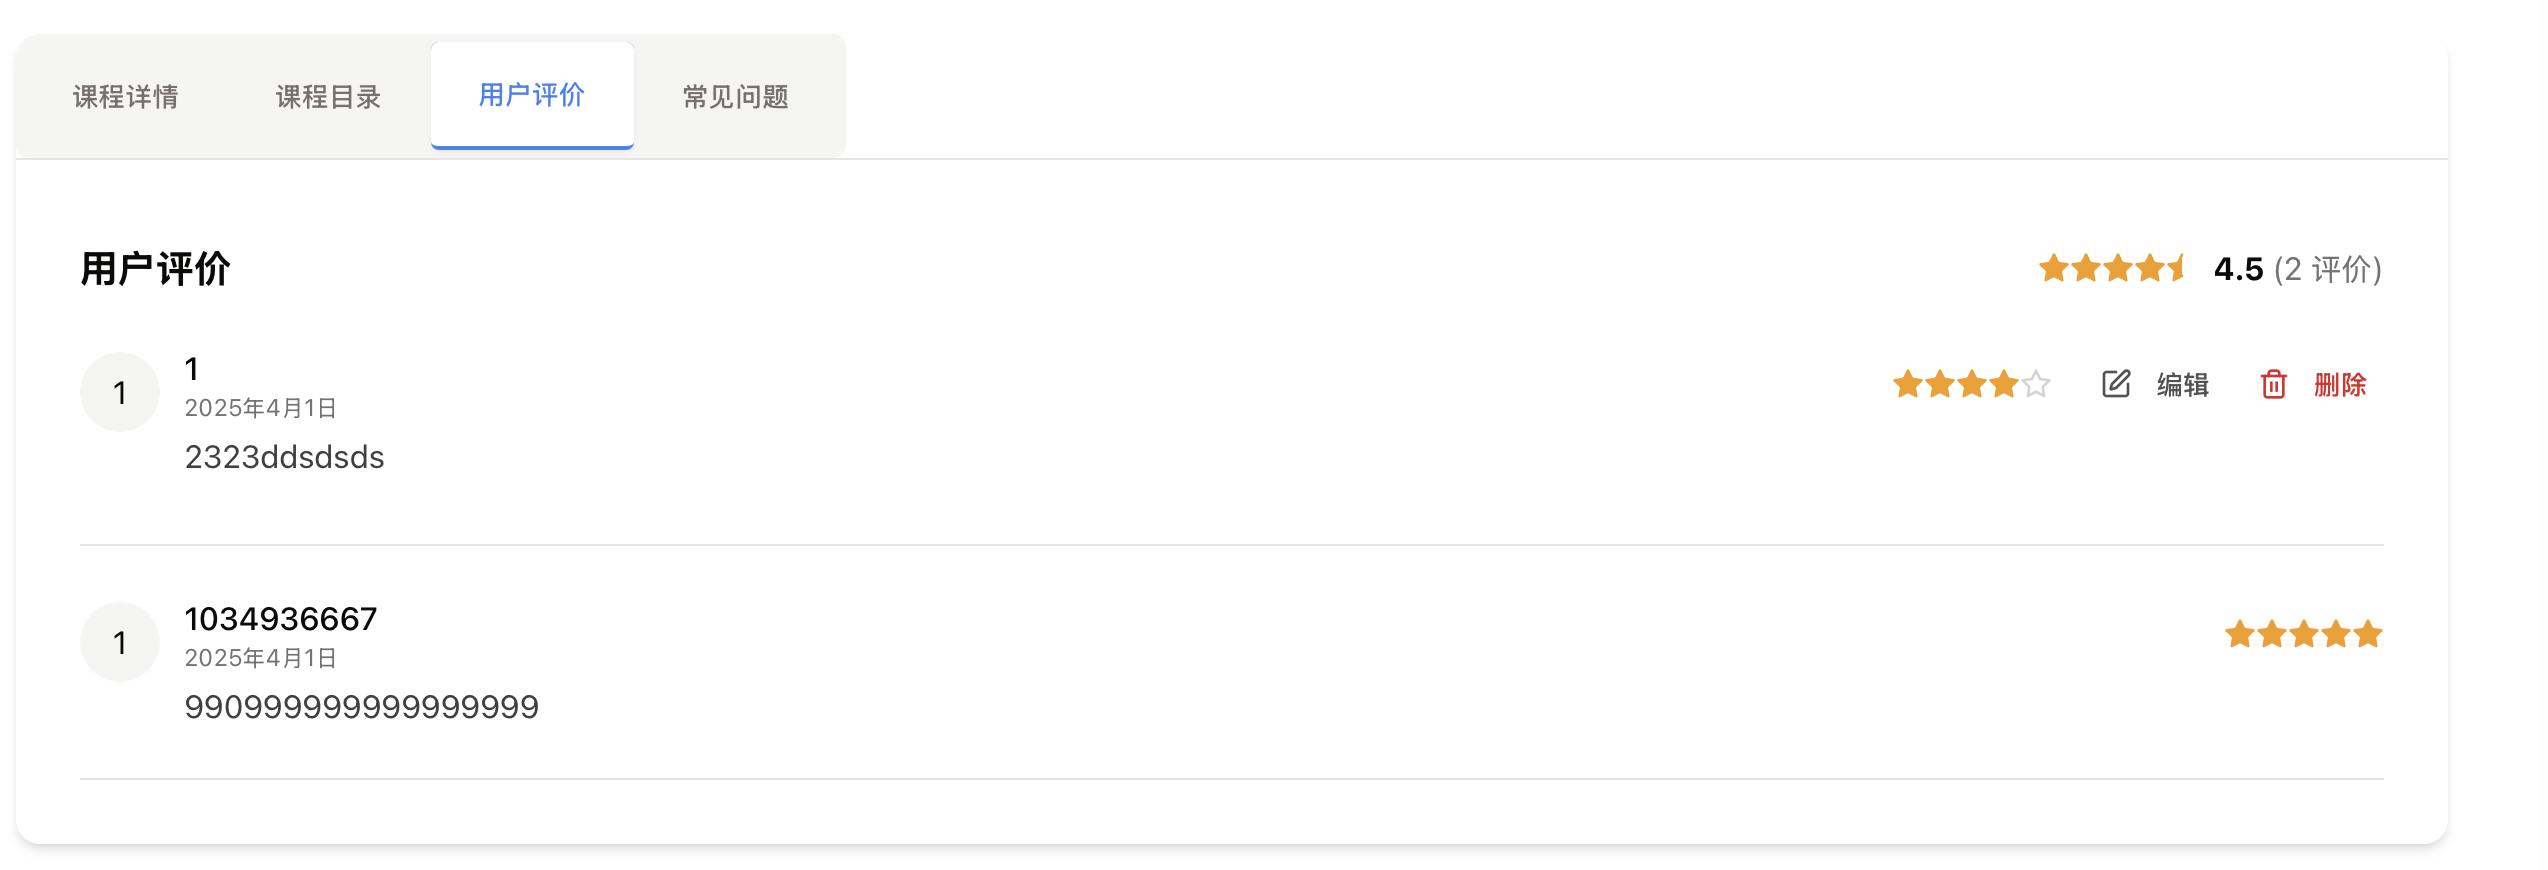 课程详情 课程目录 用户评价 常见问题
用户评价 4.5 (2 评价)
1 1 编辑 删除
2025年4月1日
2323ddsdsds
1 1034936667
2025年4月1日
990999999999999999